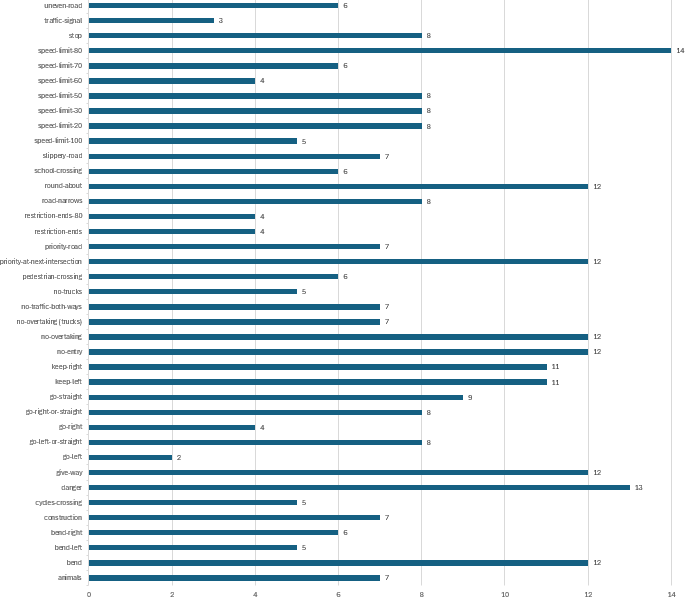 uneven-road 6
traffic-signal 3
stop 8
speed-limit-80 14
speed-limit-70 6
speed-limit-60 4
speed-limit-50 8
speed-limit-30 8
speed-limit-20 8
speed-limit-100 5
slippery-road 7
school-crossing 6
round-about 12
road-narrows 8
restriction-ends-80 4
restriction-ends 4
priority-road 7
priority-at-next-intersection 12
pedestrian-crossing 6
no-trucks 5
no-traffic-both-ways 7
no-overtaking (trucks) 7
no-overtaking 12
no-entry 12
keep-right 11
keep-left 11
go-straight 9
go-right-or-straight 8
go-right 4
go-left-or-straight 8
go-left 2
give-way 12
danger 13
cycles-crossing 5
construction 7
bend-right 6
bend-left 5
bend 12
animals 7
0 2 4 6 8 10 12 14